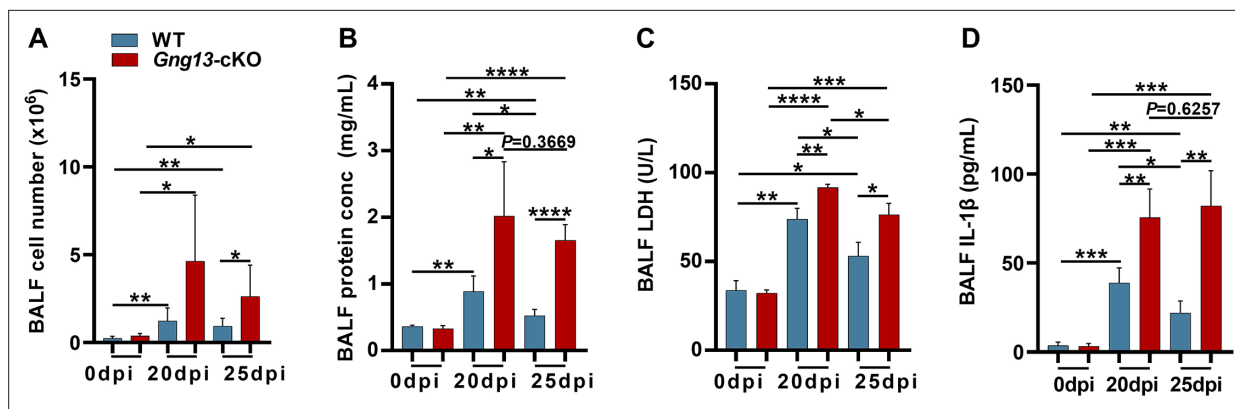 A
WT
Gng13-cKO
BALF cell number (x10⁶)
15
10
5
0
*
**
*
**
*
0dpi 20dpi 25dpi
B
BALF protein conc (mg/mL)
4
3
2
1
0
****
**
*
**
P=0.3669
*
****
**
0dpi 20dpi 25dpi
C
BALF LDH (U/L)
150
100
50
0
***
****
*
*
**
*
**
*
0dpi 20dpi 25dpi
D
BALF IL-1β (pg/mL)
150
100
50
0
***
P=0.6257
**
***
*
**
**
***
0dpi 20dpi 25dpi